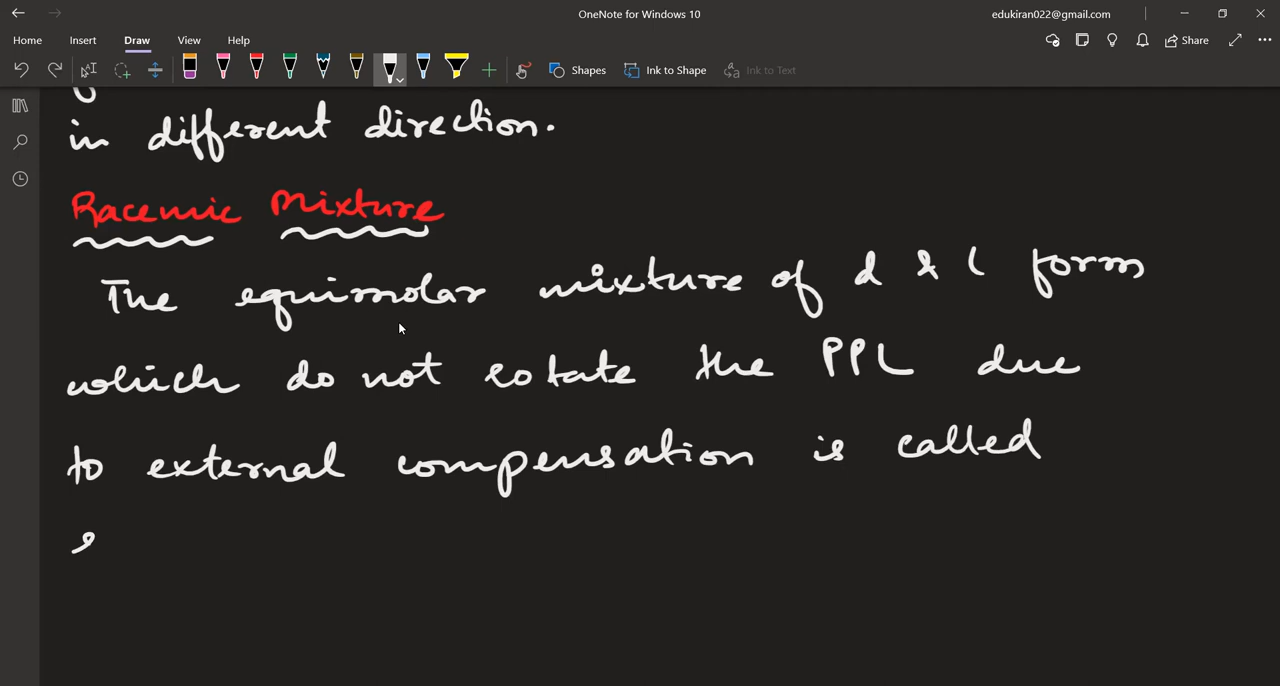 OneNote for Windows 10
edukiran022@gmail.com
Home Insert Draw View Help
Share
Shapes Ink to Shape Ink to Text
in different direction.
Racemic Mixture
The equimolar mixture of d & l form
which do not rotate the PPL due
to external compensation is called